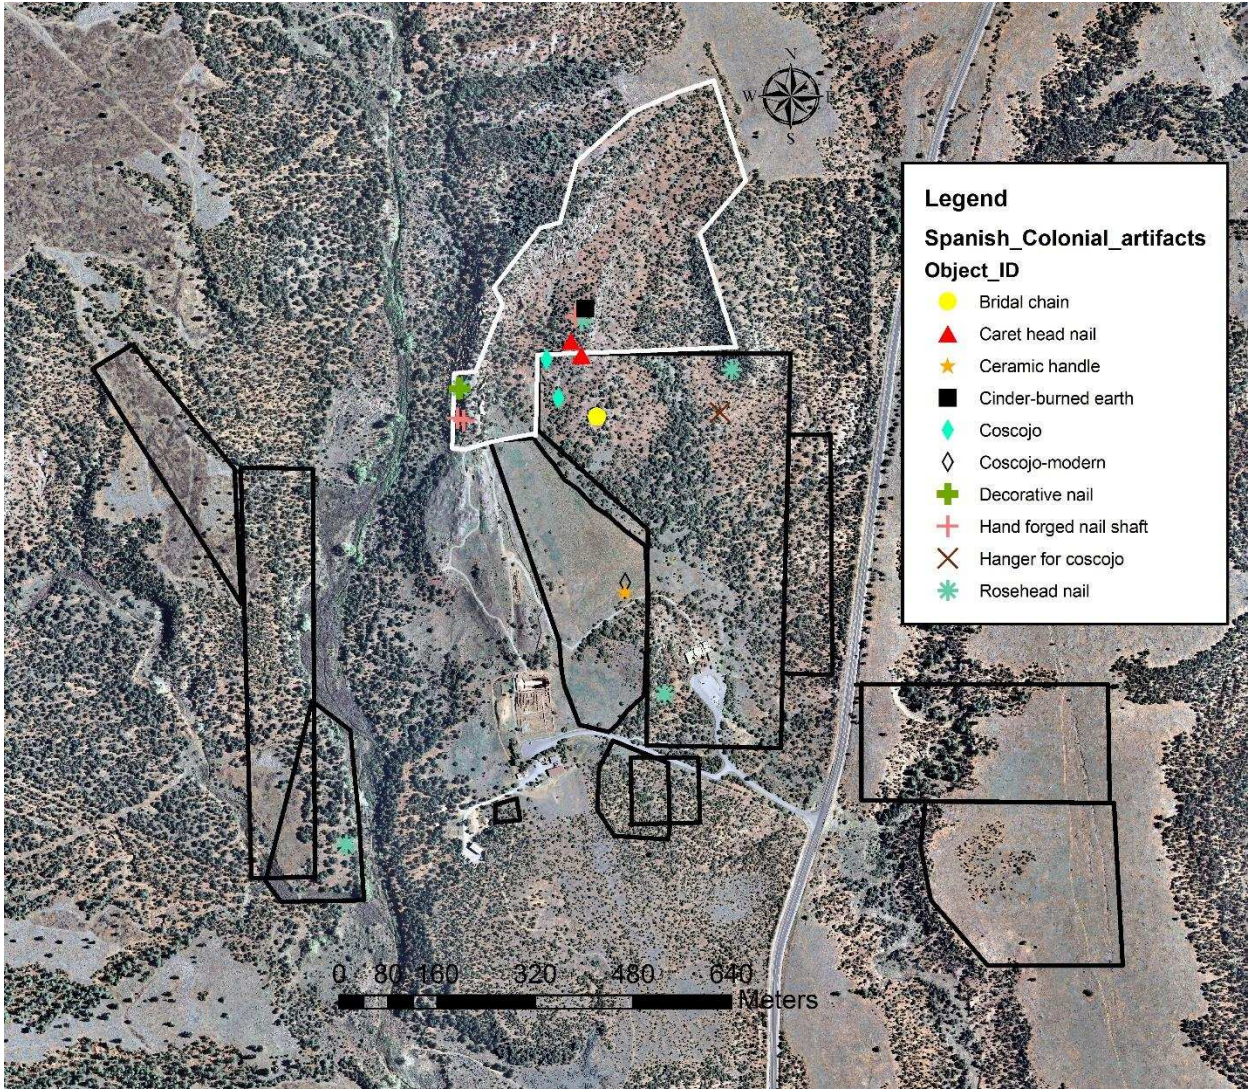 N
W E
S
Legend
Spanish_Colonial_artifacts
Object_ID
Bridal chain
Caret head nail
Ceramic handle
Cinder-burned earth
Coscojo
Coscojo-modern
Decorative nail
Hand forged nail shaft
Hanger for coscojo
Rosehead nail
0 80 160 320 480 640
Meters